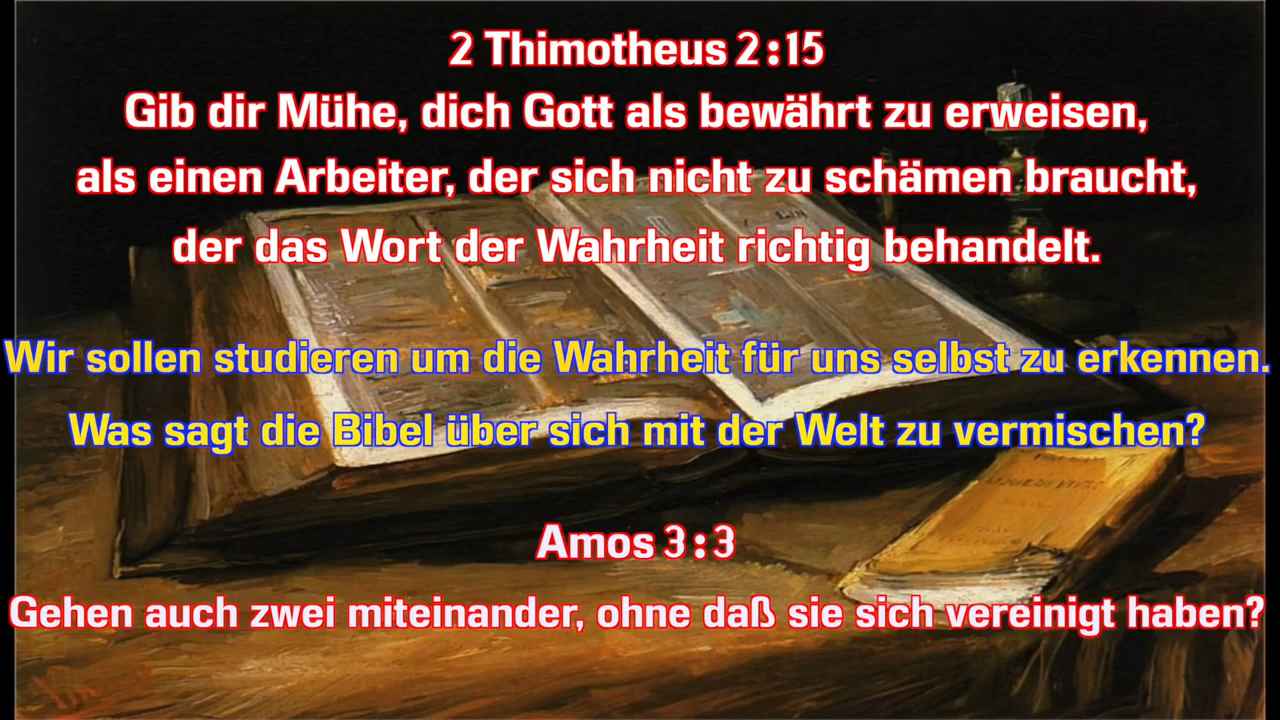 2 Thimotheus 2:15
Gib dir Mühe, dich Gott als bewährt zu erweisen,
als einen Arbeiter, der sich nicht zu schämen braucht,
der das Wort der Wahrheit richtig behandelt.
Wir sollen studieren um die Wahrheit für uns selbst zu erkennen.
Was sagt die Bibel über sich mit der Welt zu vermischen?
Amos 3:3
Gehen auch zwei miteinander, ohne daß sie sich vereinigt haben?